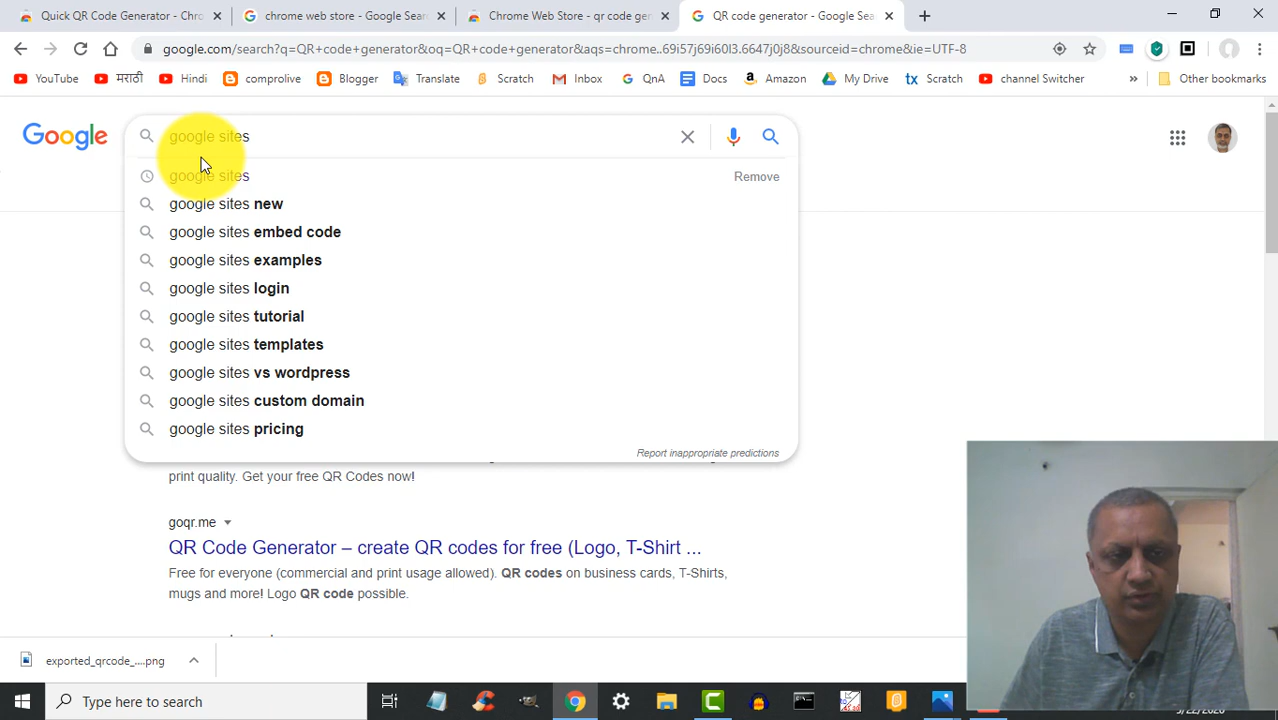 Quick QR Code Generator - Chro
chrome web store - Google Sear
Chrome Web Store - qr code gen
QR code generator - Google Sea
google.com/search?q=QR+code+generator&oq=QR+code+generator&aqs=chrome..69i57j69i60l3.6647j0j8&sourceid=chrome&ie=UTF-8
YouTube मराठी Hindi comprolive Blogger Translate Scratch Inbox QnA Docs Amazon My Drive Scratch channel Switcher » Other bookmarks
Google
google sites
google sites Remove
google sites new
google sites embed code
google sites examples
google sites login
google sites tutorial
google sites templates
google sites vs wordpress
google sites custom domain
google sites pricing
Report inappropriate predictions
print quality. Get your free QR Codes now!
goqr.me
QR Code Generator – create QR codes for free (Logo, T-Shirt ...
Free for everyone (commercial and print usage allowed). QR codes on business cards, T-Shirts,
mugs and more! Logo QR code possible.
exported_qrcode_....png
Type here to search